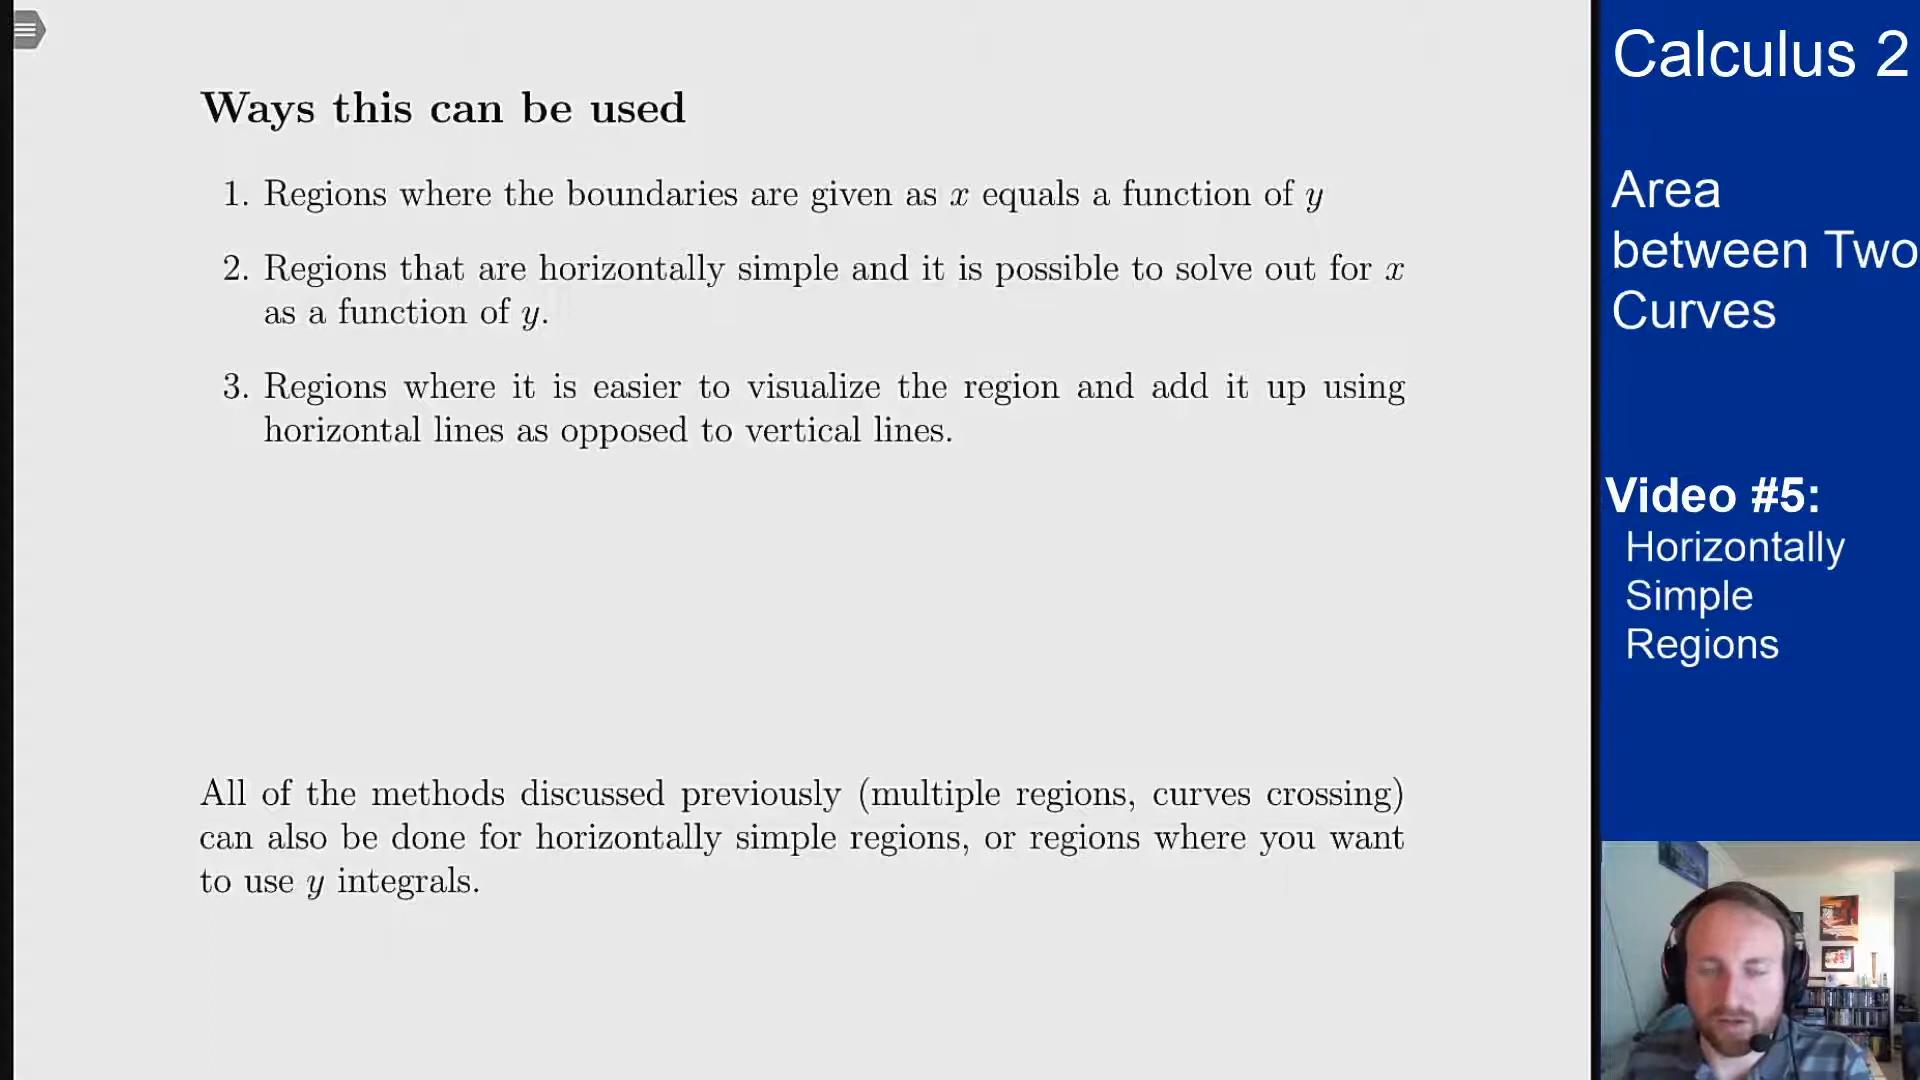 Ways this can be used
1. Regions where the boundaries are given as x equals a function of y
2. Regions that are horizontally simple and it is possible to solve out for x
as a function of y.
3. Regions where it is easier to visualize the region and add it up using
horizontal lines as opposed to vertical lines.
All of the methods discussed previously (multiple regions, curves crossing)
can also be done for horizontally simple regions, or regions where you want
to use y integrals.
Calculus 2
Area
between Two
Curves
Video #5:
Horizontally
Simple
Regions